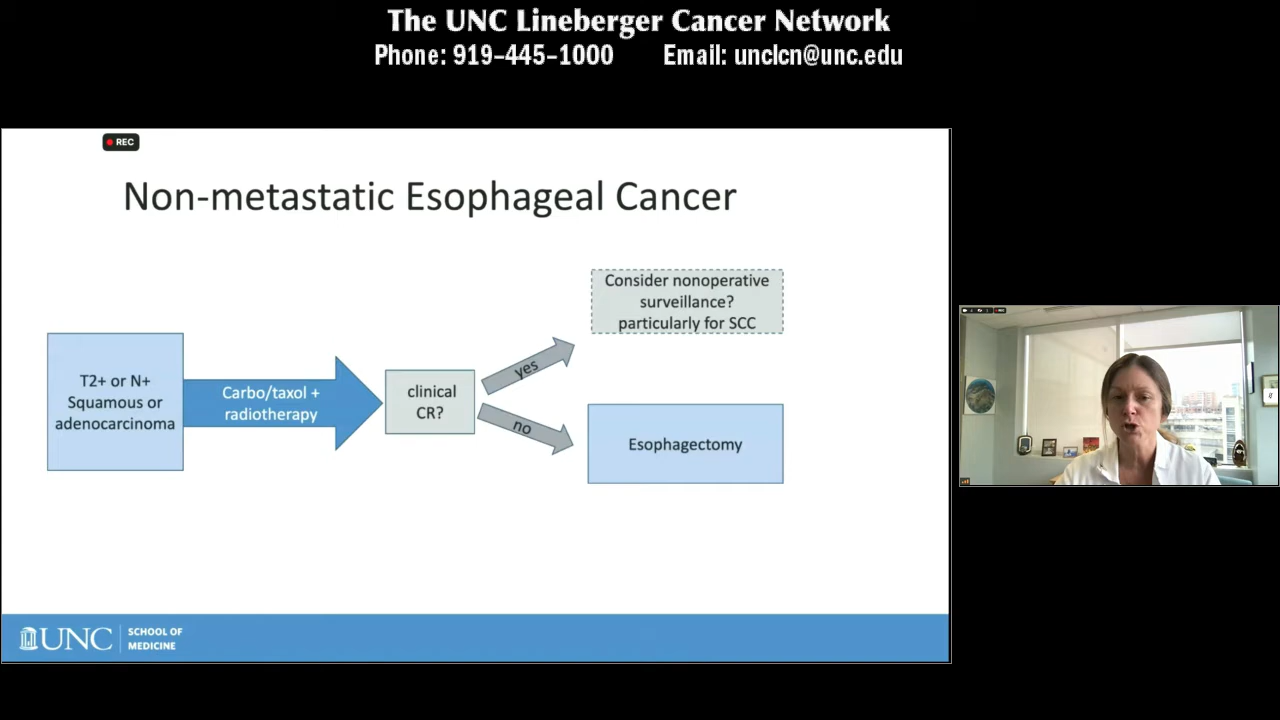 The UNC Lineberger Cancer Network
Phone: 919-445-1000 Email: unclcn@unc.edu
REC
Non-metastatic Esophageal Cancer
T2+ or N+
Squamous or
adenocarcinoma
Carbo/taxol +
radiotherapy
clinical
CR?
yes
no
Consider nonoperative
surveillance?
particularly for SCC
Esophagectomy
UNC
SCHOOL OF
MEDICINE